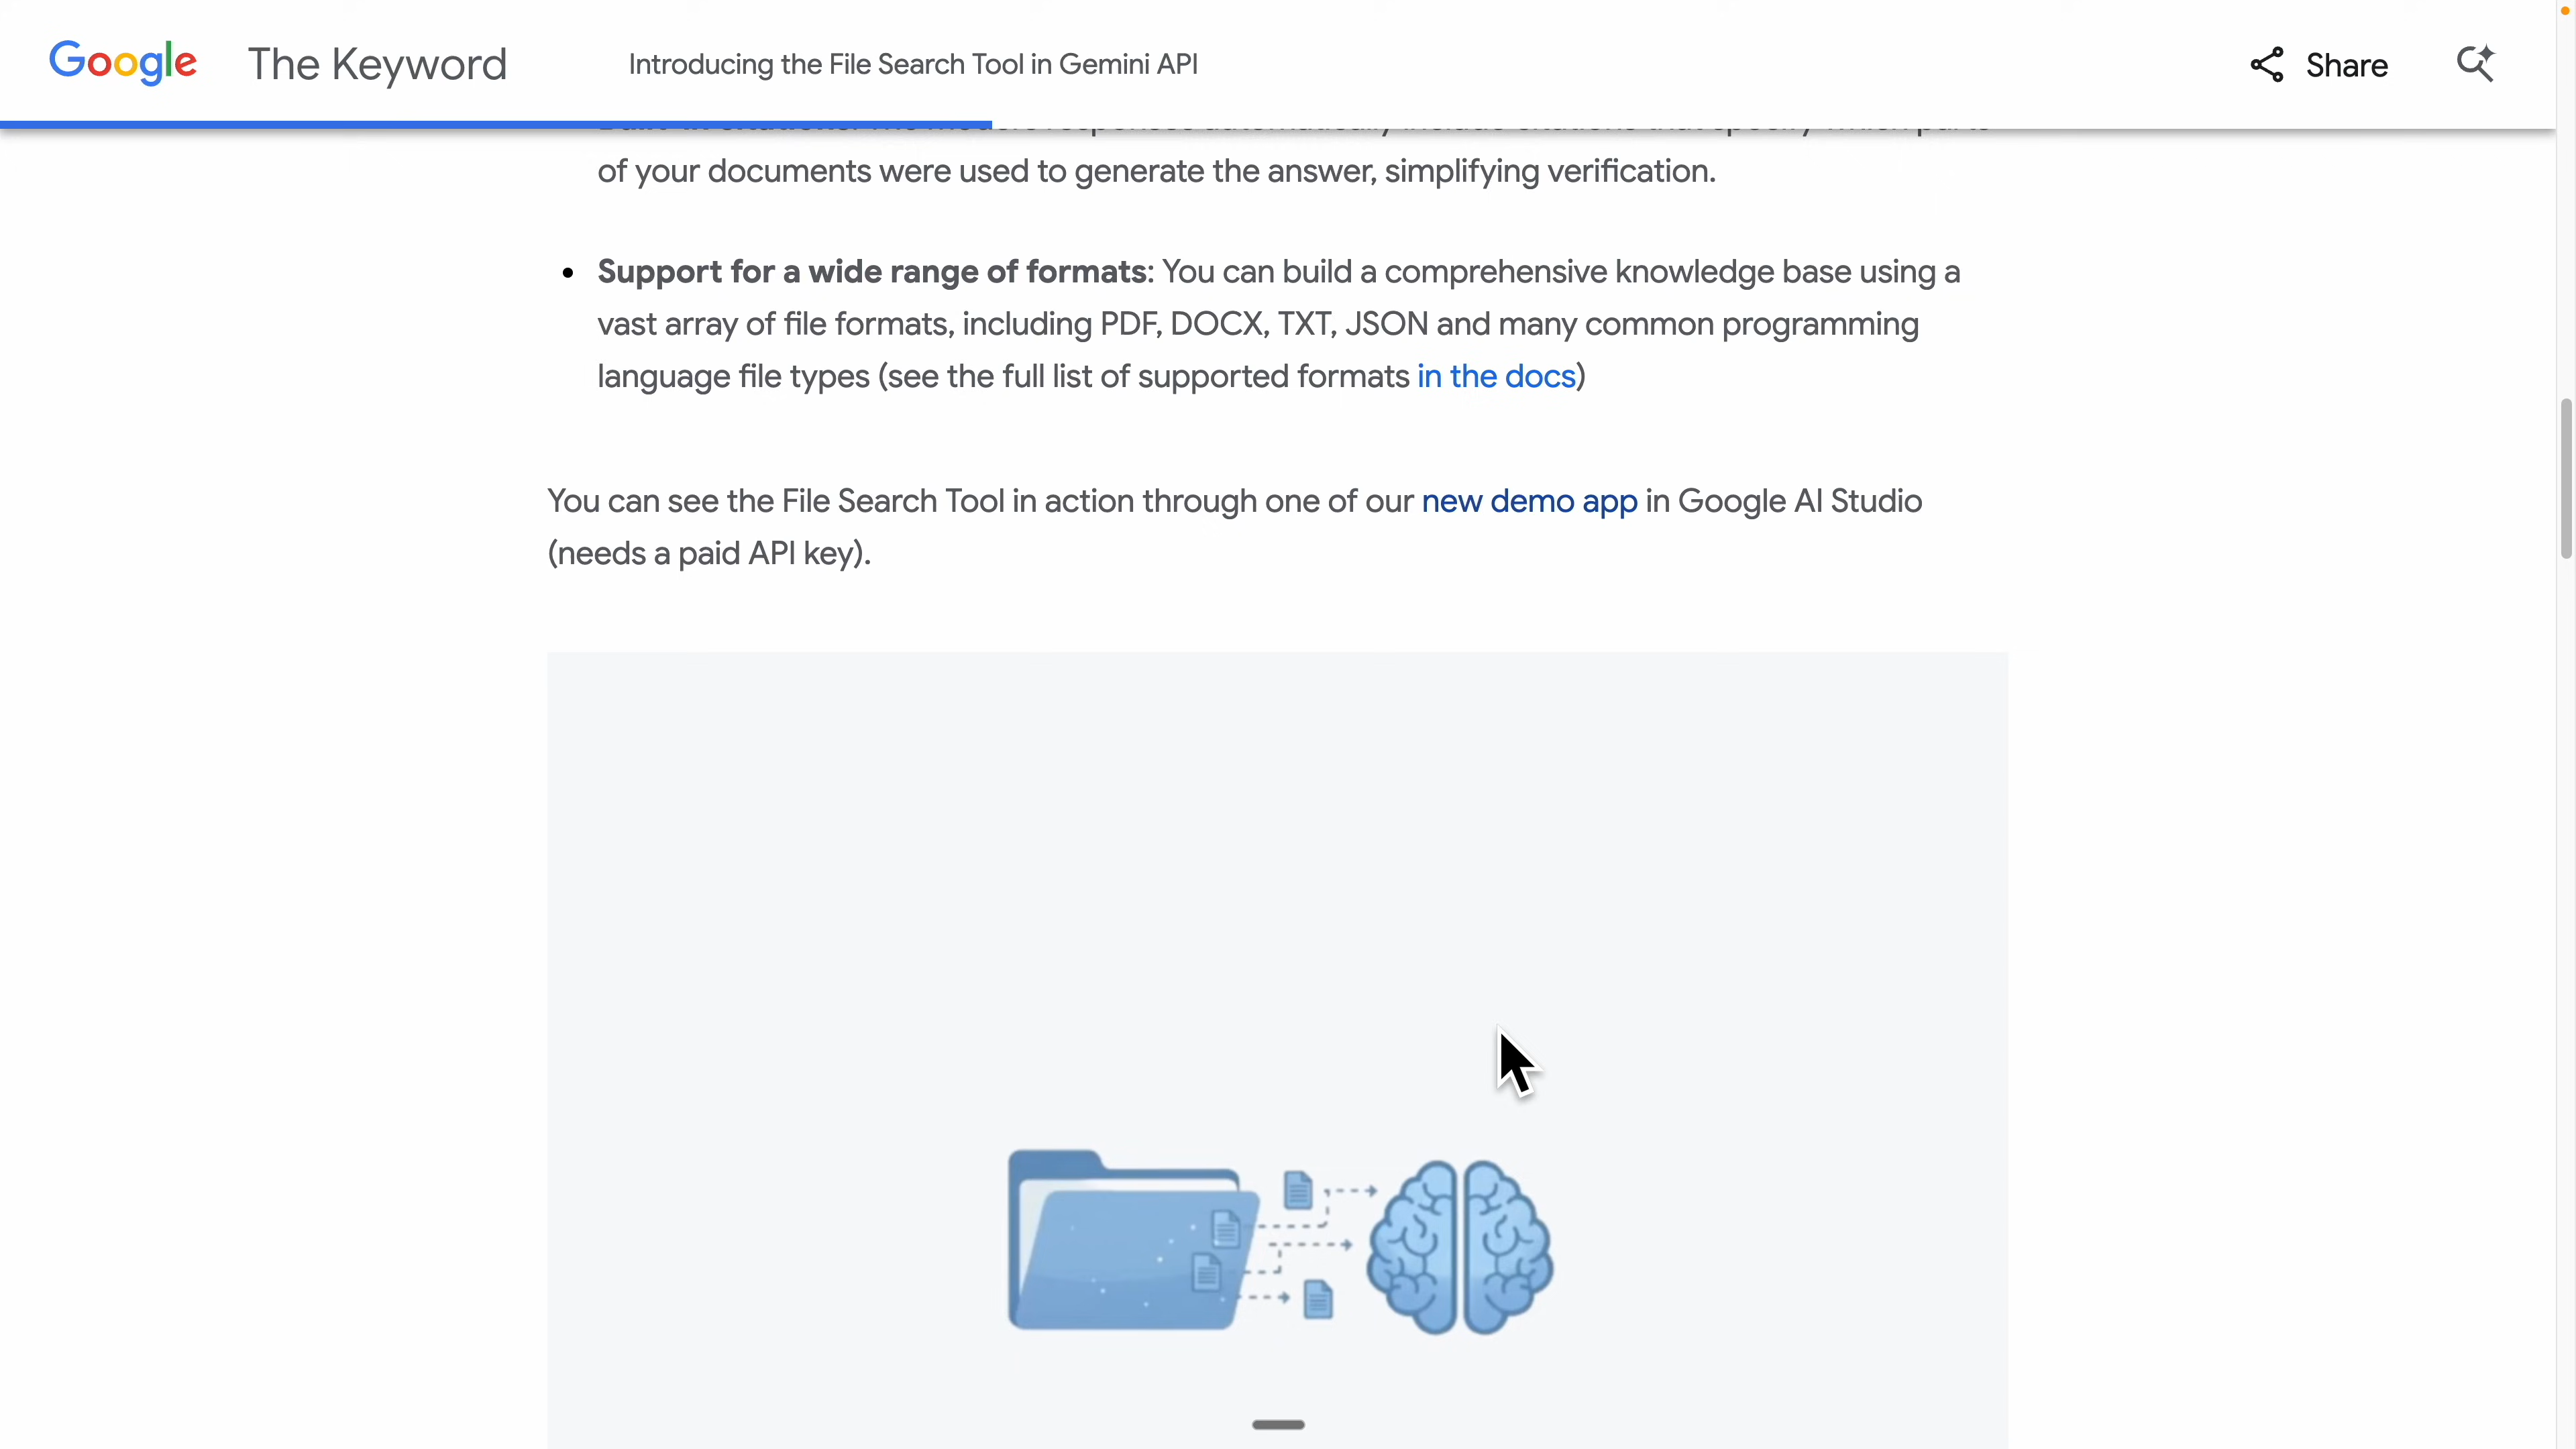 Google The Keyword Introducing the File Search Tool in Gemini API Share
of your documents were used to generate the answer, simplifying verification.
• Support for a wide range of formats: You can build a comprehensive knowledge base using a
vast array of file formats, including PDF, DOCX, TXT, JSON and many common programming
language file types (see the full list of supported formats in the docs)
You can see the File Search Tool in action through one of our new demo app in Google AI Studio
(needs a paid API key).